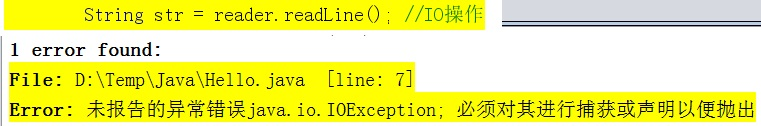 String str = reader.readLine(); //IO操作
1 error found:
File: D:\Temp\Java\Hello.java [line: 7]
Error: 未报告的异常错误java.io.IOException; 必须对其进行捕获或声明以便抛出